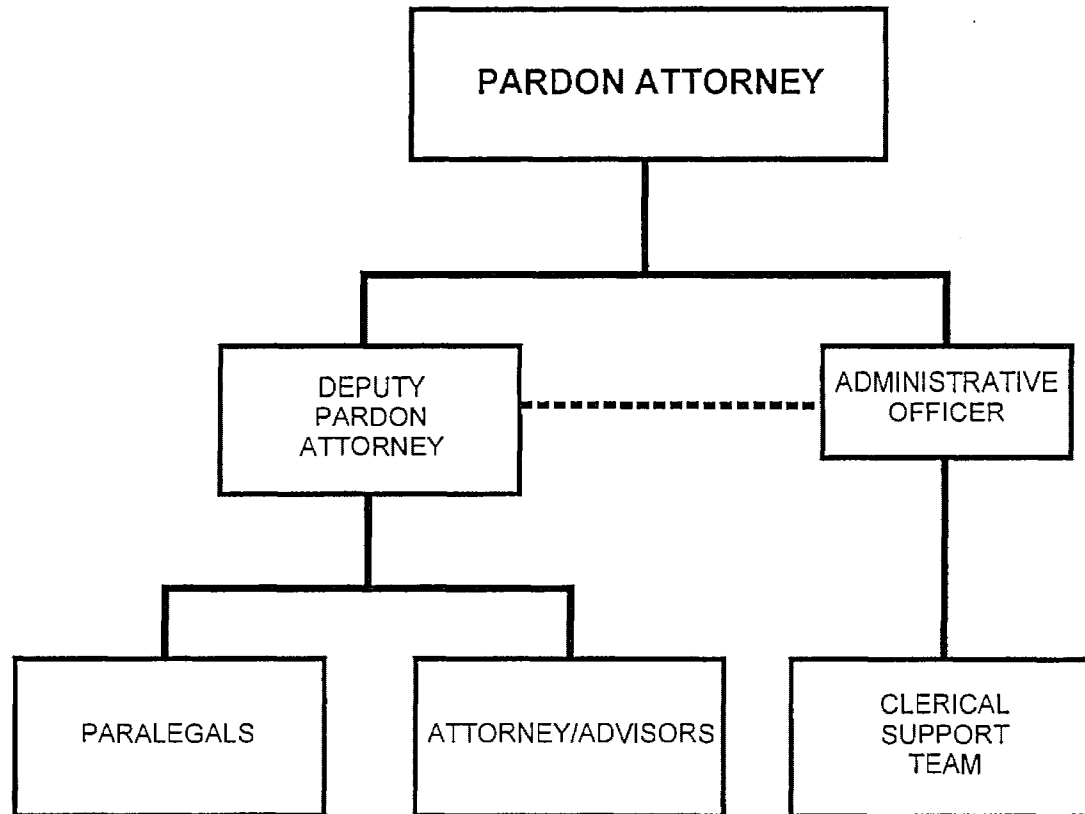 PARDON ATTORNEY
DEPUTY
PARDON
ATTORNEY
ADMINISTRATIVE
OFFICER
PARALEGALS
ATTORNEY/ADVISORS
CLERICAL
SUPPORT
TEAM